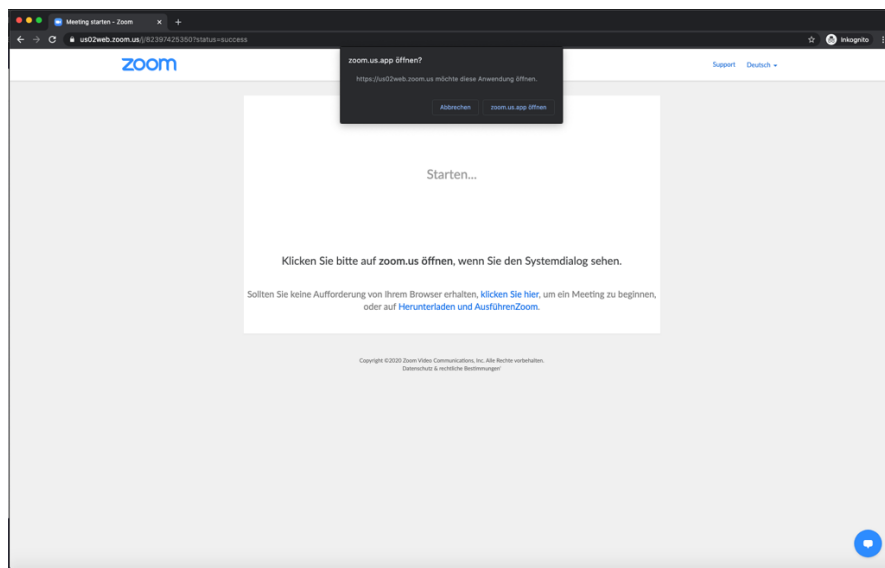 Meeting starten - Zoom
us02web.zoom.us/j/82397425350?status=success
Inkognito
zoom
Support Deutsch
zoom.us.app öffnen?
https://us02web.zoom.us möchte diese Anwendung öffnen.
Abbrechen zoom.us.app öffnen
Starten...
Klicken Sie bitte auf zoom.us öffnen, wenn Sie den Systemdialog sehen.
Sollten Sie keine Aufforderung von Ihrem Browser erhalten, klicken Sie hier, um ein Meeting zu beginnen,
oder auf Herunterladen und AusführenZoom.
Copyright ©2020 Zoom Video Communications, Inc. Alle Rechte vorbehalten.
Datenschutz & rechtliche Bestimmungen